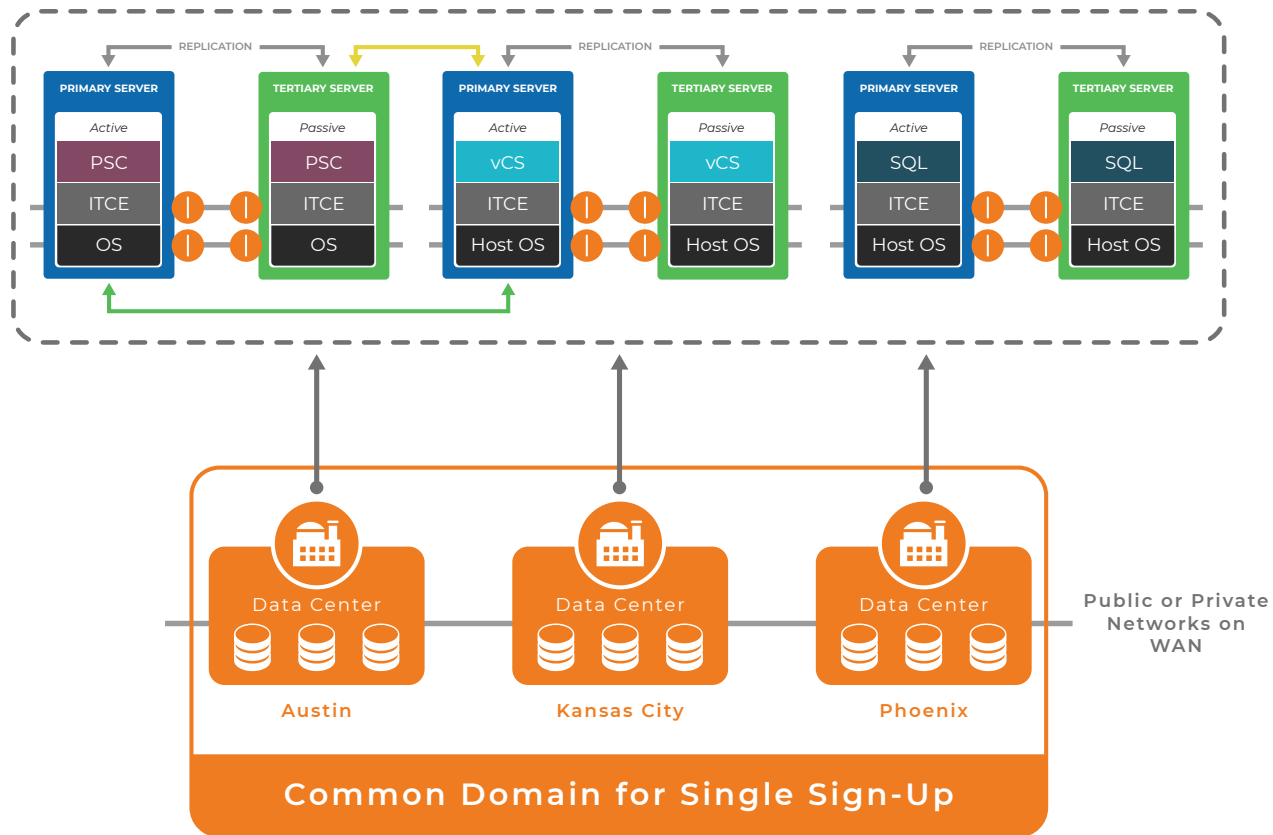 REPLICATION
REPLICATION
REPLICATION
PRIMARY SERVER
Active
PSC
ITCE
OS
TERTIARY SERVER
Passive
PSC
ITCE
OS
PRIMARY SERVER
Active
vCS
ITCE
Host OS
TERTIARY SERVER
Passive
vCS
ITCE
Host OS
PRIMARY SERVER
Active
SQL
ITCE
Host OS
TERTIARY SERVER
Passive
SQL
ITCE
Host OS
Data Center
Austin
Data Center
Kansas City
Data Center
Phoenix
Public or Private
Networks on
WAN
Common Domain for Single Sign-Up